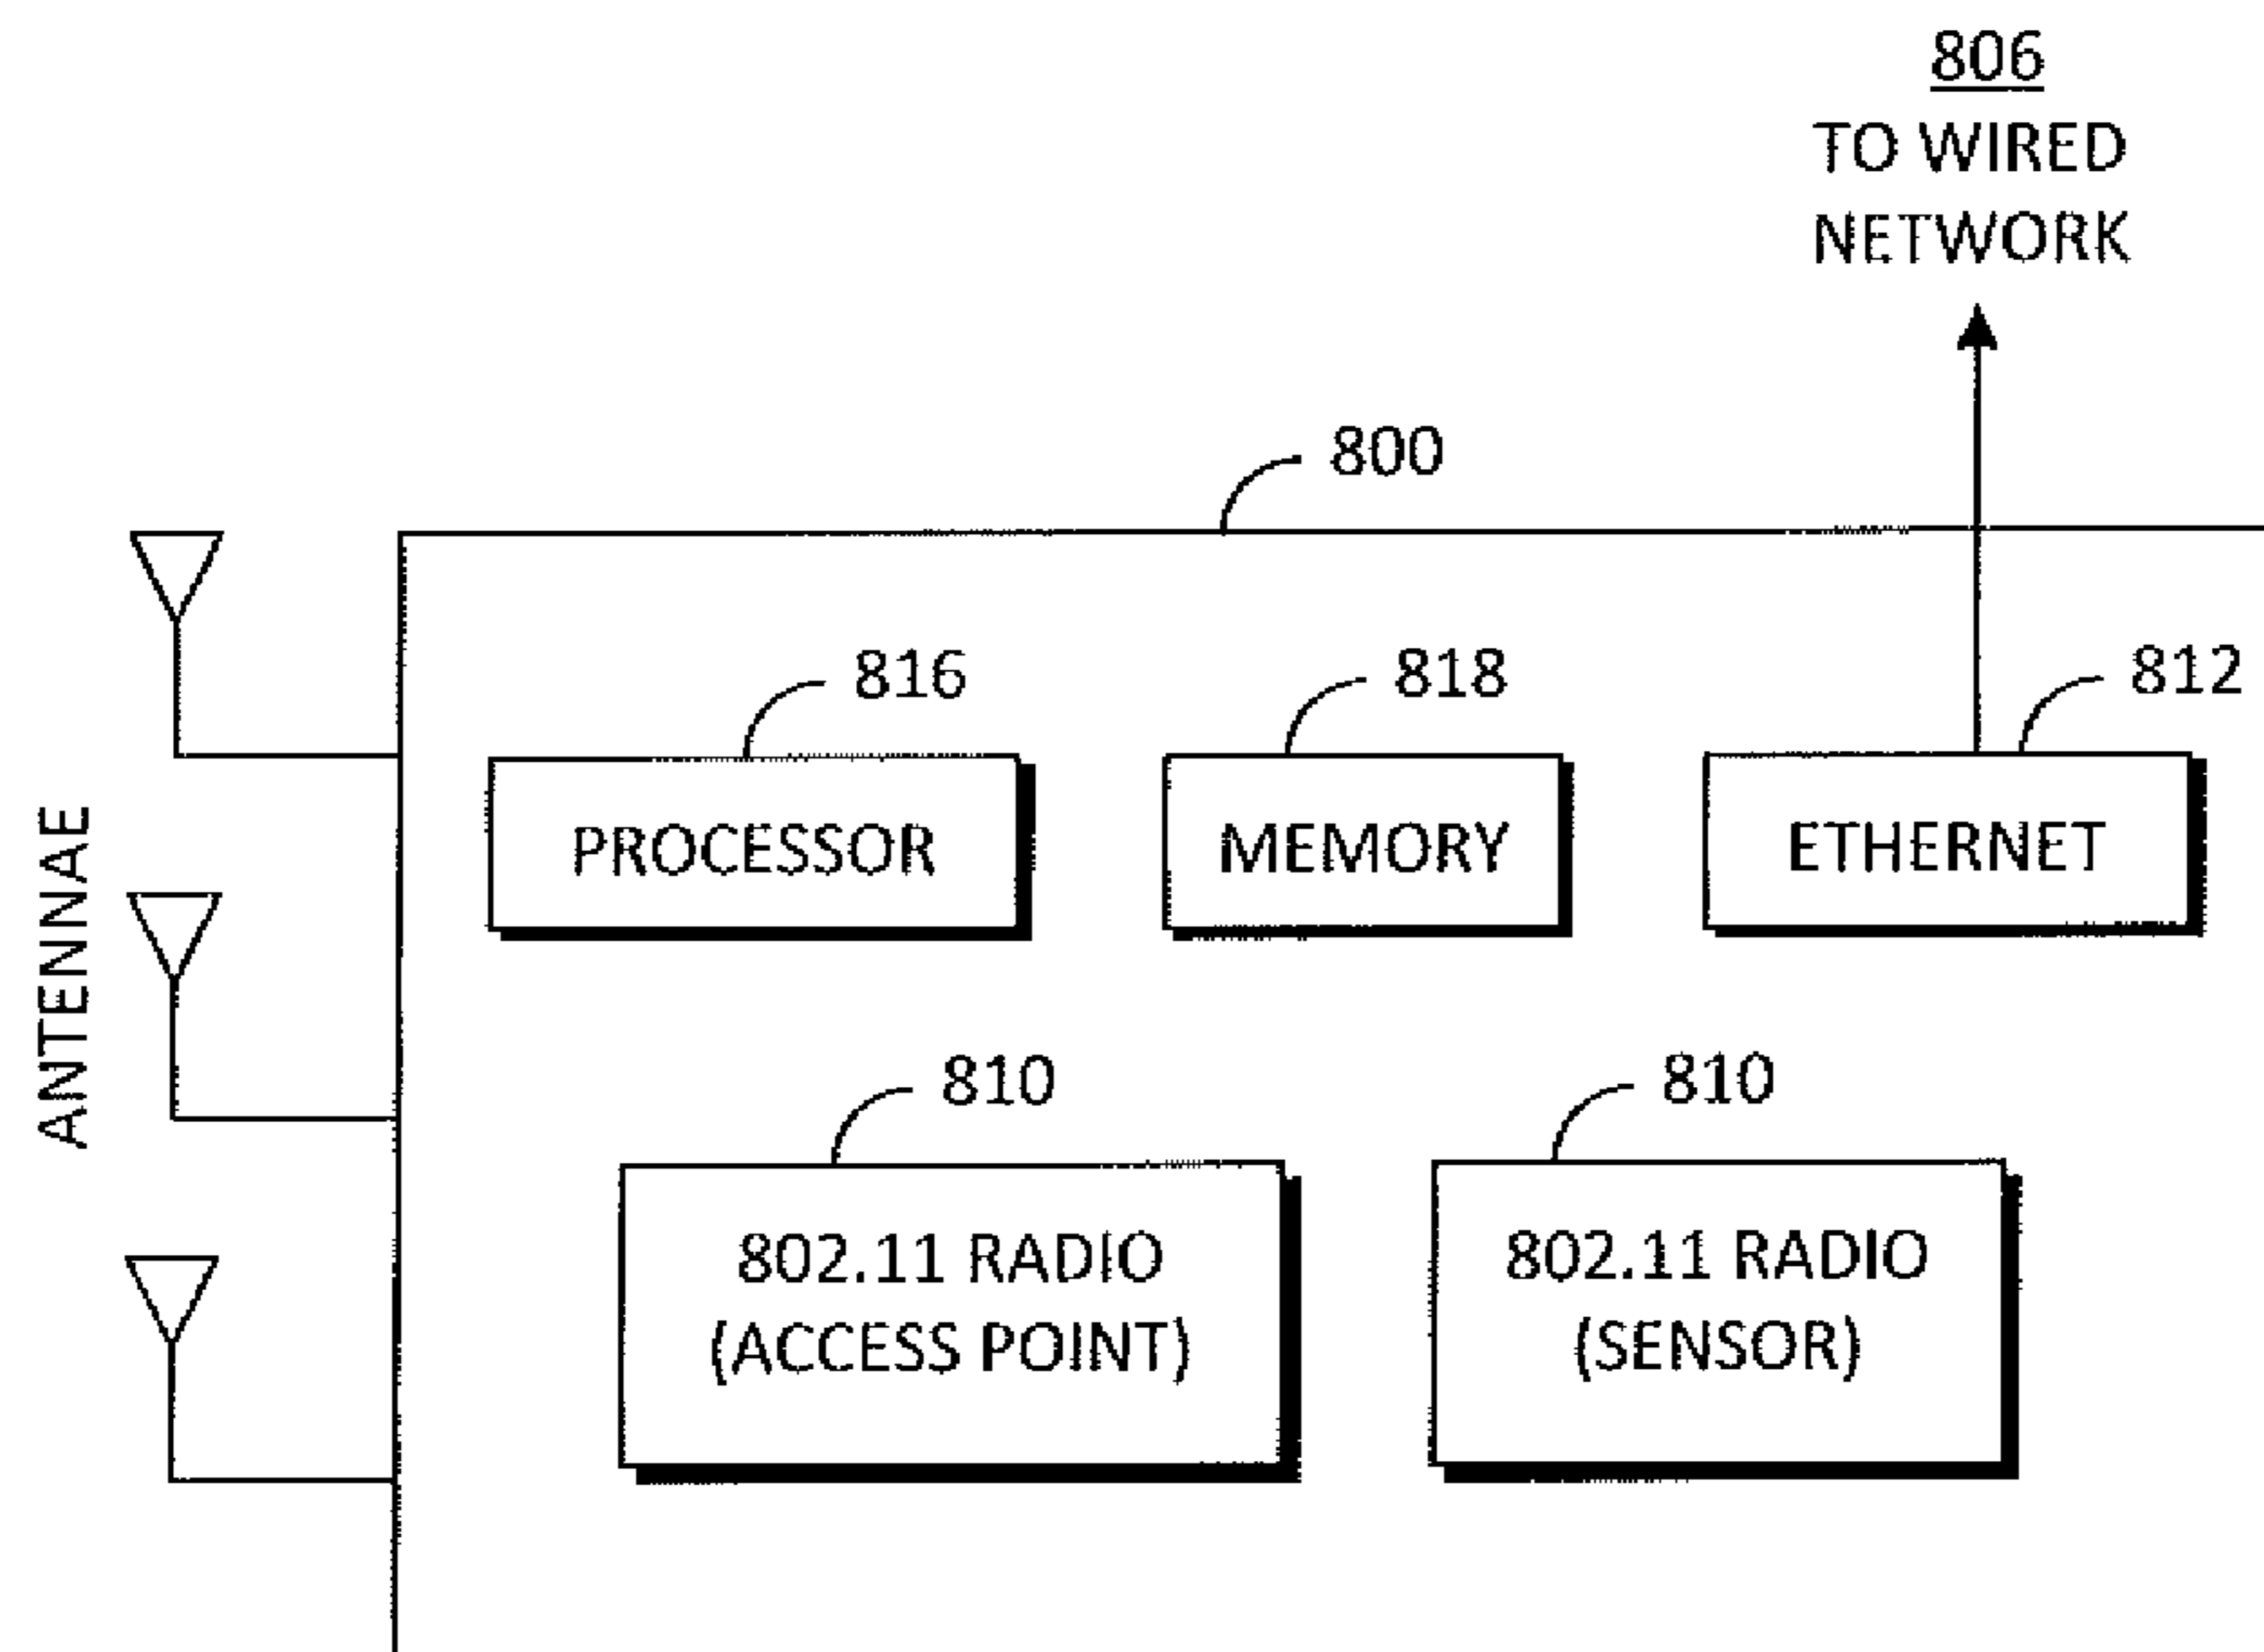 806
TO WIRED
NETWORK
800
816
818
812
PROCESSOR
MEMORY
ETHERNET
ANTENNAE
810
810
802.11 RADIO
(ACCESS POINT)
802.11 RADIO
(SENSOR)